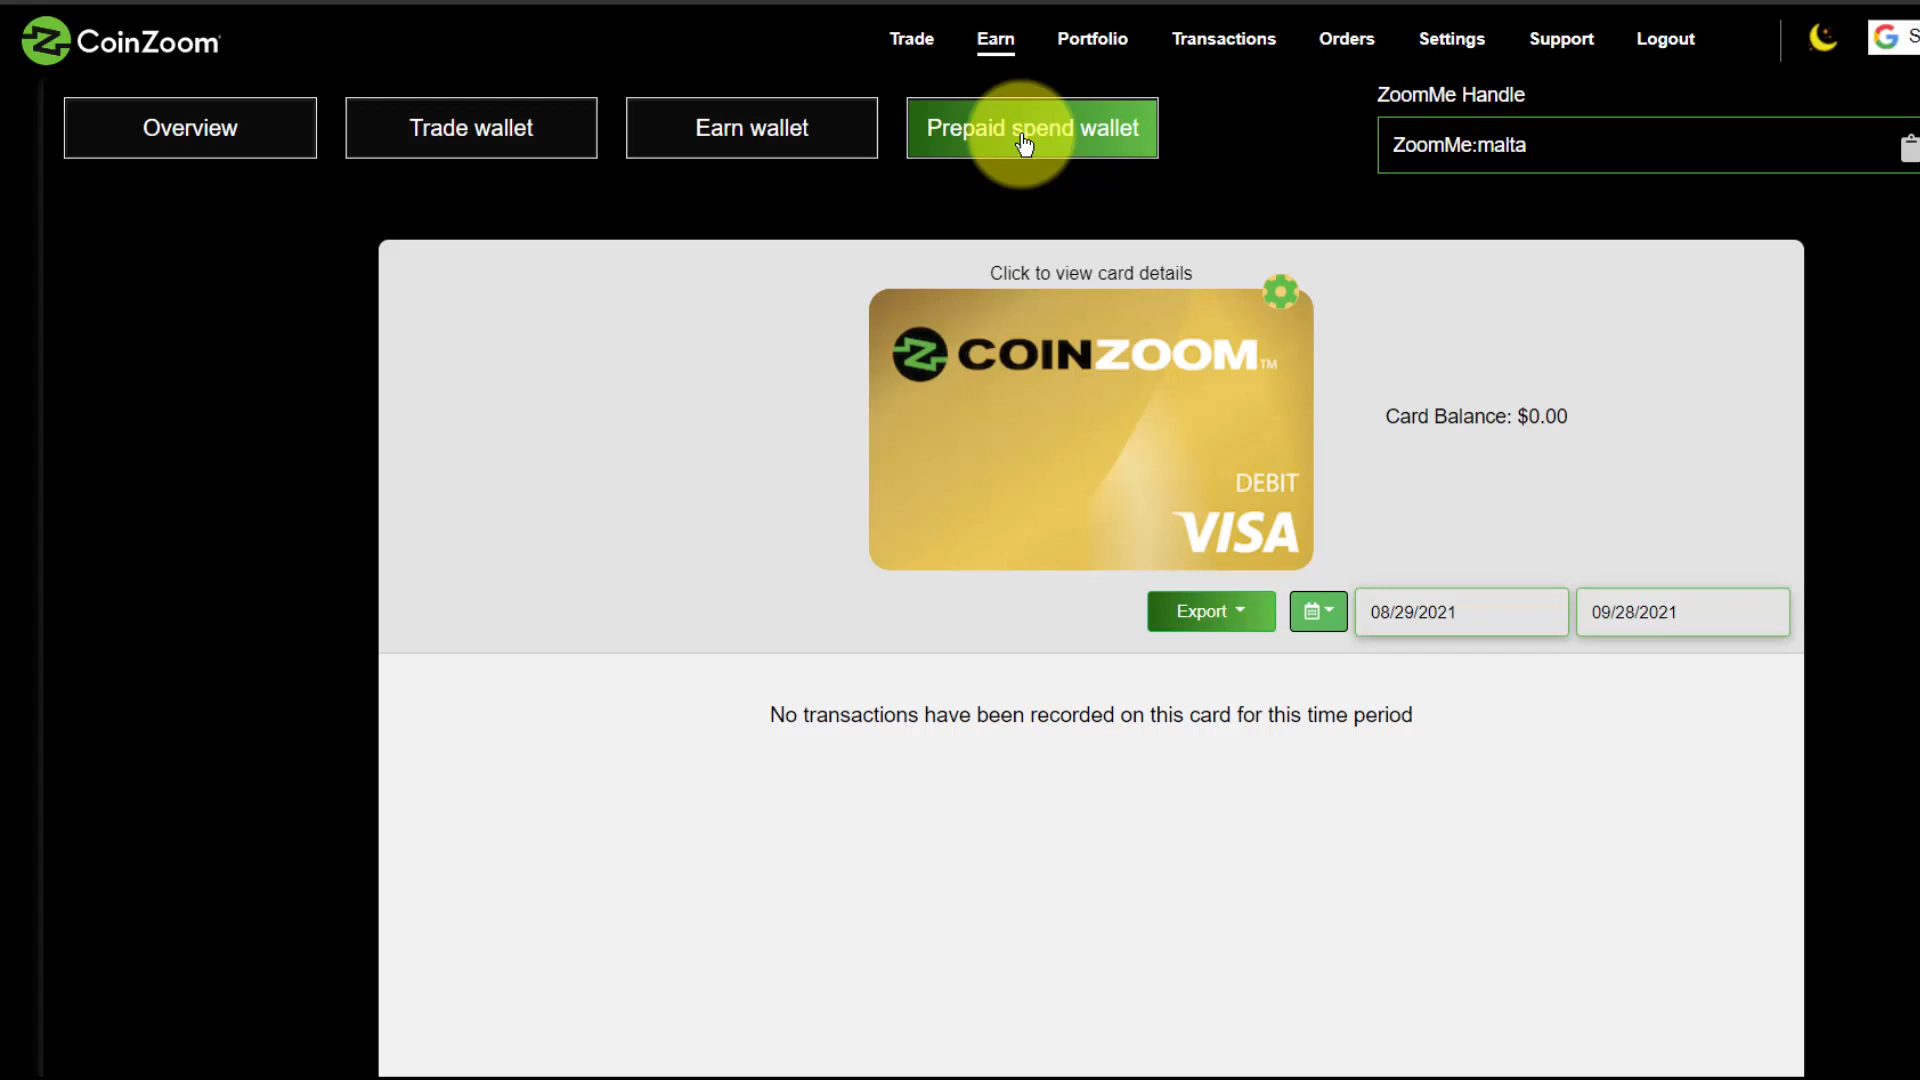 CoinZoom
Trade Earn Portfolio Transactions Orders Settings Support Logout
G S
Overview Trade wallet Earn wallet Prepaid spend wallet
ZoomMe Handle
ZoomMe:malta
Click to view card details
COINZOOM™
Card Balance: $0.00
DEBIT
VISA
Export 08/29/2021 09/28/2021
No transactions have been recorded on this card for this time period